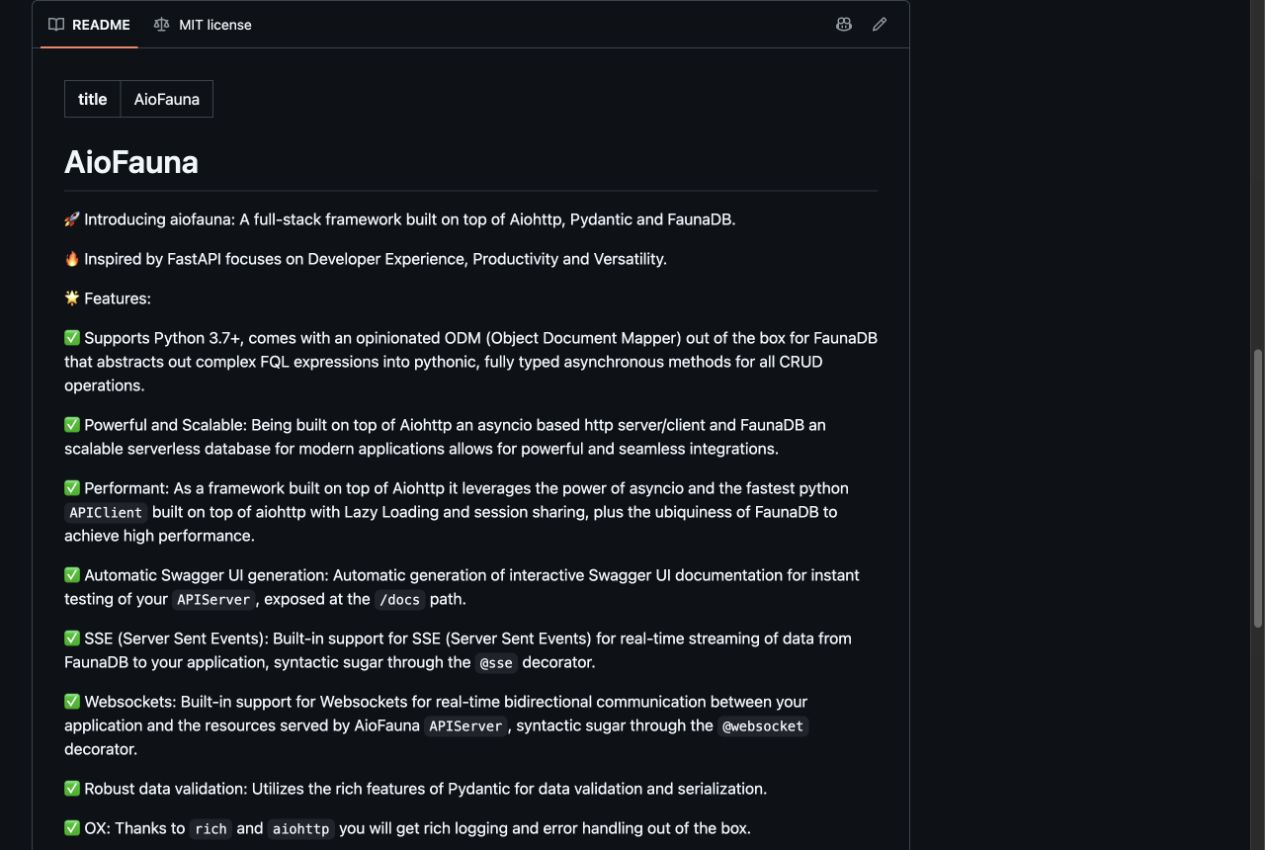 README MIT license
title AioFauna
AioFauna
🚀 Introducing aiofauna: A full-stack framework built on top of Aiohttp, Pydantic and FaunaDB.
🔥 Inspired by FastAPI focuses on Developer Experience, Productivity and Versatility.
🌟 Features:
✅ Supports Python 3.7+, comes with an opinionated ODM (Object Document Mapper) out of the box for FaunaDB
that abstracts out complex FQL expressions into pythonic, fully typed asynchronous methods for all CRUD
operations.
✅ Powerful and Scalable: Being built on top of Aiohttp an asyncio based http server/client and FaunaDB an
scalable serverless database for modern applications allows for powerful and seamless integrations.
✅ Performant: As a framework built on top of Aiohttp it leverages the power of asyncio and the fastest python
APIClient built on top of aiohttp with Lazy Loading and session sharing, plus the ubiquiness of FaunaDB to
achieve high performance.
✅ Automatic Swagger UI generation: Automatic generation of interactive Swagger UI documentation for instant
testing of your APIServer, exposed at the /docs path.
✅ SSE (Server Sent Events): Built-in support for SSE (Server Sent Events) for real-time streaming of data from
FaunaDB to your application, syntactic sugar through the @sse decorator.
✅ Websockets: Built-in support for Websockets for real-time bidirectional communication between your
application and the resources served by AioFauna APIServer, syntactic sugar through the @websocket
decorator.
✅ Robust data validation: Utilizes the rich features of Pydantic for data validation and serialization.
✅ OX: Thanks to rich and aiohttp you will get rich logging and error handling out of the box.